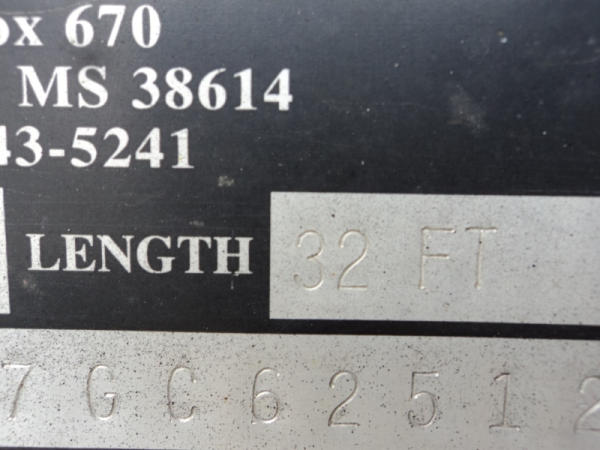 ox 670
MS 38614
43-5241
LENGTH 32 FT
7GC62512